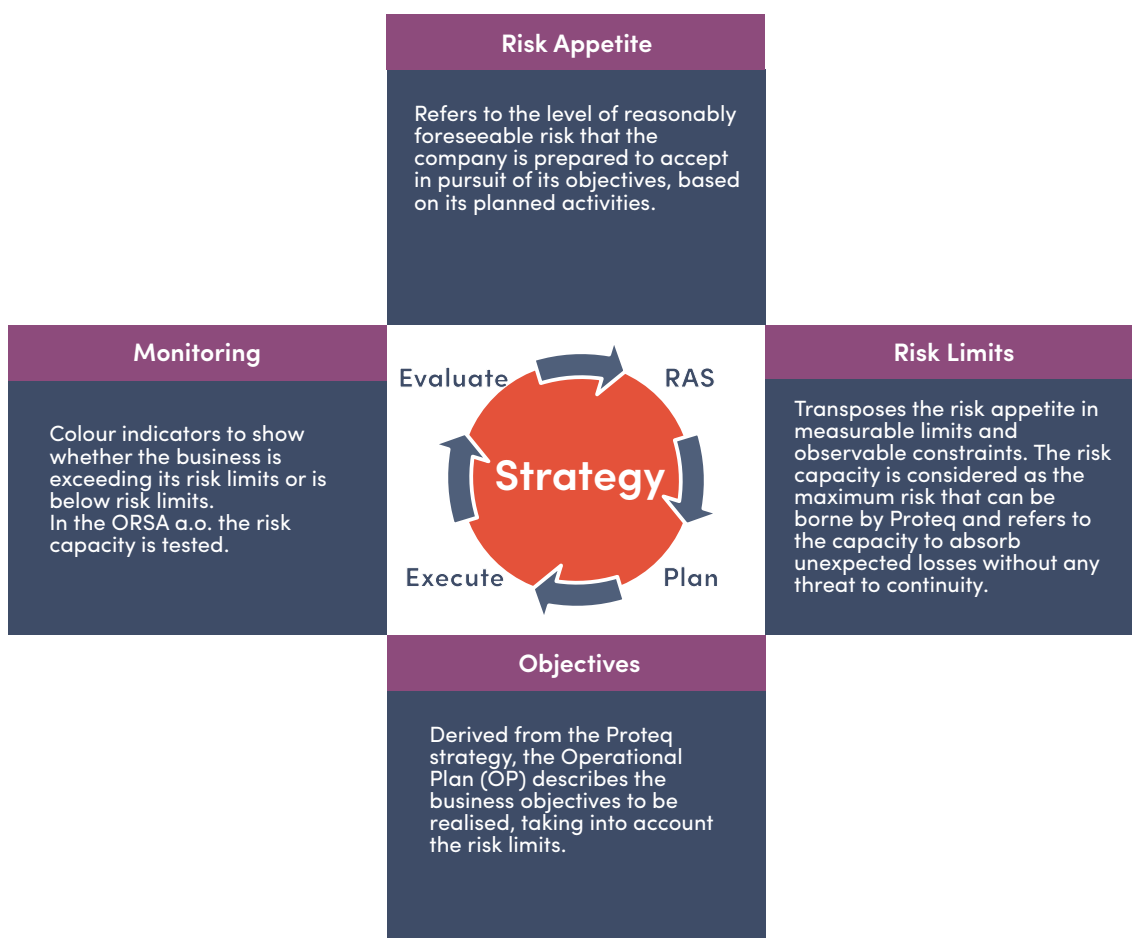 Risk Appetite
Refers to the level of reasonably
foreseeable risk that the
company is prepared to accept
in pursuit of its objectives, based
on its planned activities.
Monitoring
Colour indicators to show
whether the business is
exceeding its risk limits or is
below risk limits.
In the ORSA a.o. the risk
capacity is tested.
Evaluate
RAS
Strategy
Execute
Plan
Risk Limits
Transposes the risk appetite in
measurable limits and
observable constraints. The risk
capacity is considered as the
maximum risk that can be
borne by Proteq and refers to
the capacity to absorb
unexpected losses without any
threat to continuity.
Objectives
Derived from the Proteq
strategy, the Operational
Plan (OP) describes the
business objectives to be
realised, taking into account
the risk limits.